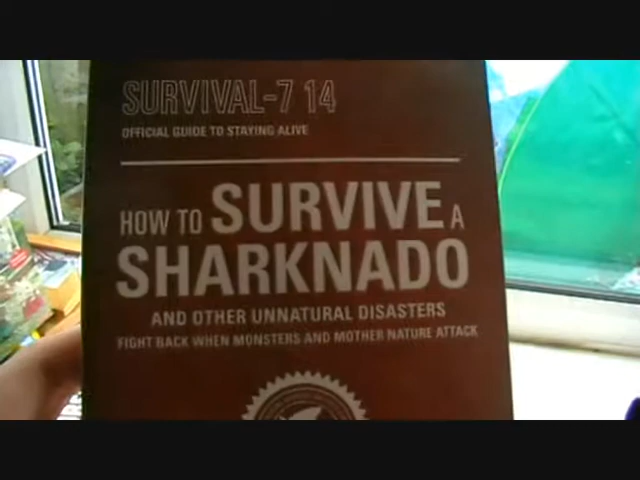 SURVIVAL-7 14
OFFICIAL GUIDE TO STAYING ALIVE
HOW TO SURVIVE A
SHARKNADO
AND OTHER UNNATURAL DISASTERS
FIGHT BACK WHEN MONSTERS AND MOTHER NATURE ATTACK